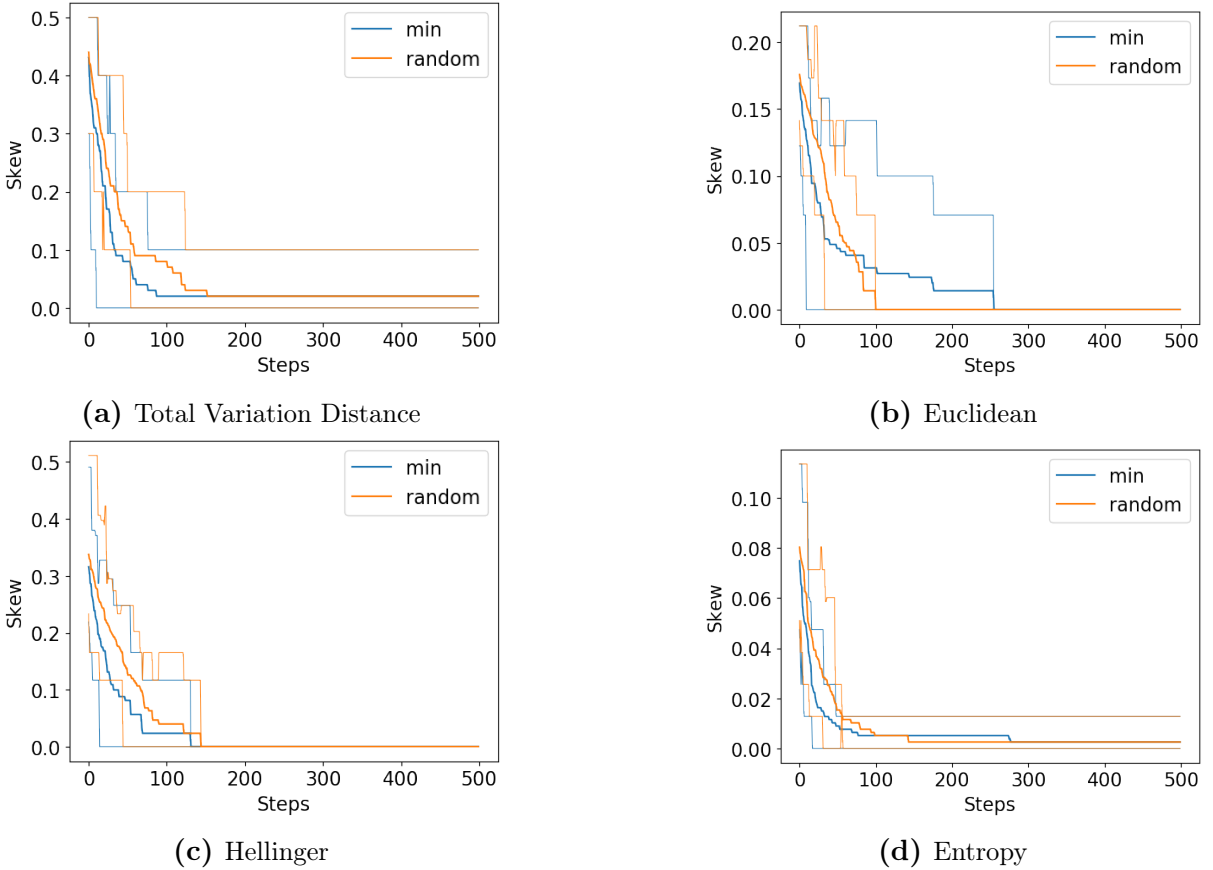 0.5
0.4
0.3
0.2
0.1
0.0
Skew
min
random
0 100 200 300 400 500
Steps
(a) Total Variation Distance
0.20
0.15
0.10
0.05
0.00
Skew
min
random
0 100 200 300 400 500
Steps
(b) Euclidean
0.5
0.4
0.3
0.2
0.1
0.0
Skew
min
random
0 100 200 300 400 500
Steps
(c) Hellinger
0.10
0.08
0.06
0.04
0.02
0.00
Skew
min
random
0 100 200 300 400 500
Steps
(d) Entropy